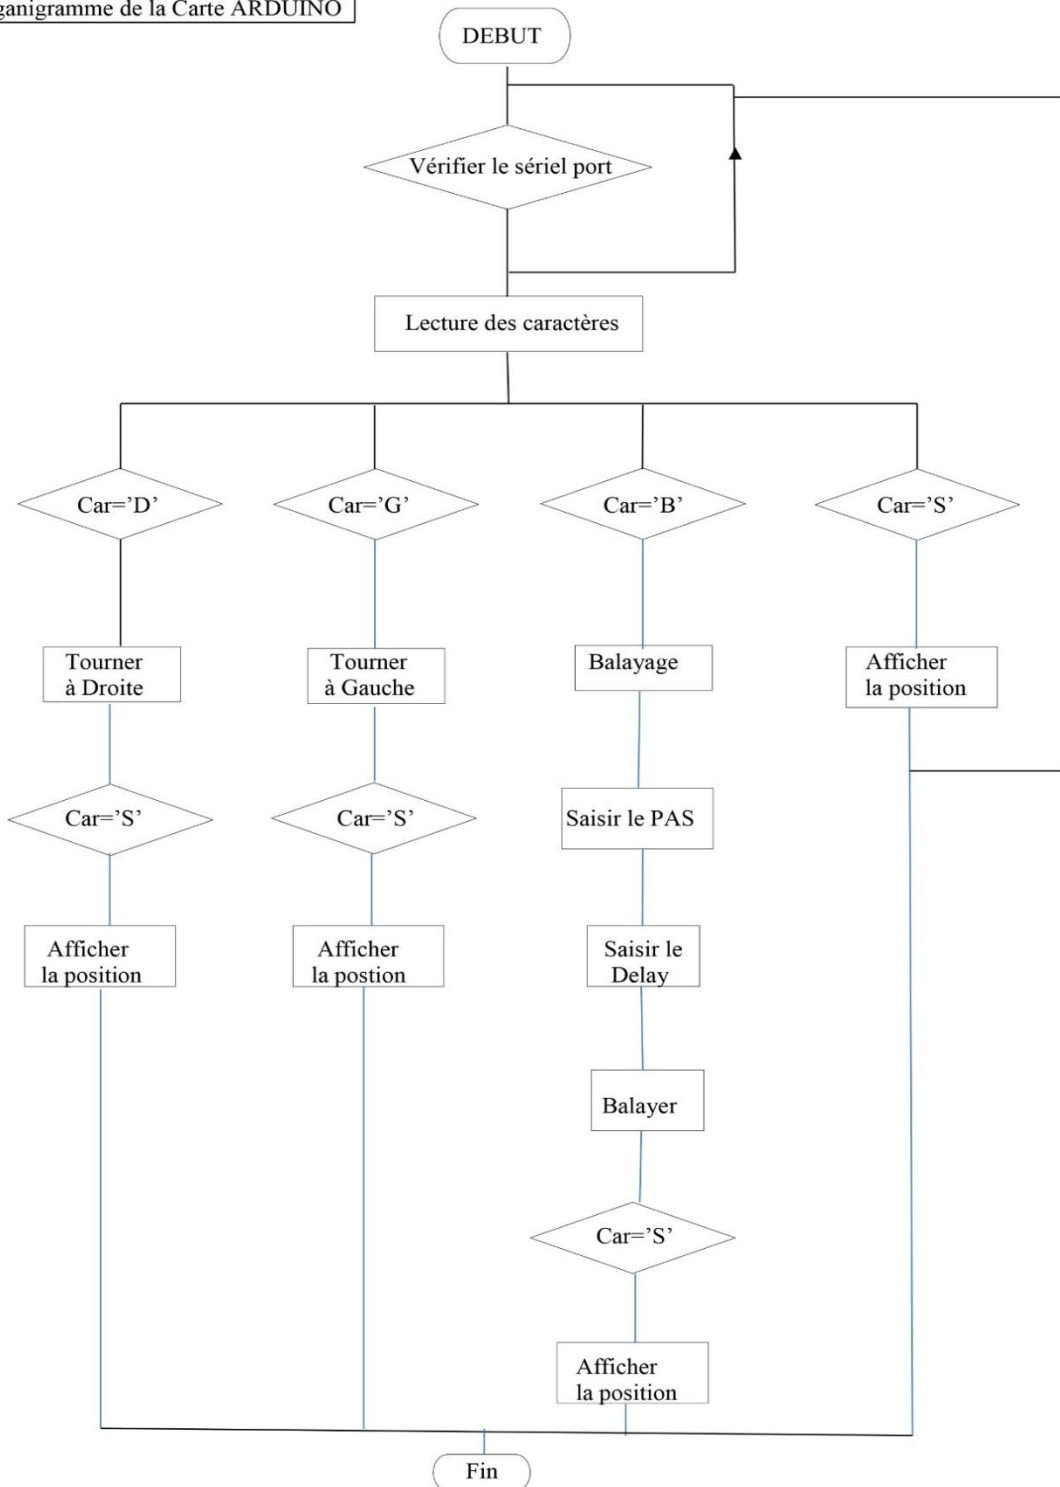 ganigramme de la Carte ARDUINO
DEBUT
Vérifier le sériel port
Lecture des caractères
Car=’D’
Car=’G’
Car=’B’
Car=’S’
Tourner
à Droite
Tourner
à Gauche
Balayage
Afficher
la position
Car=’S’
Car=’S’
Saisir le PAS
Afficher
la position
Afficher
la postion
Saisir le
Delay
Balayer
Car=’S’
Afficher
la position
Fin